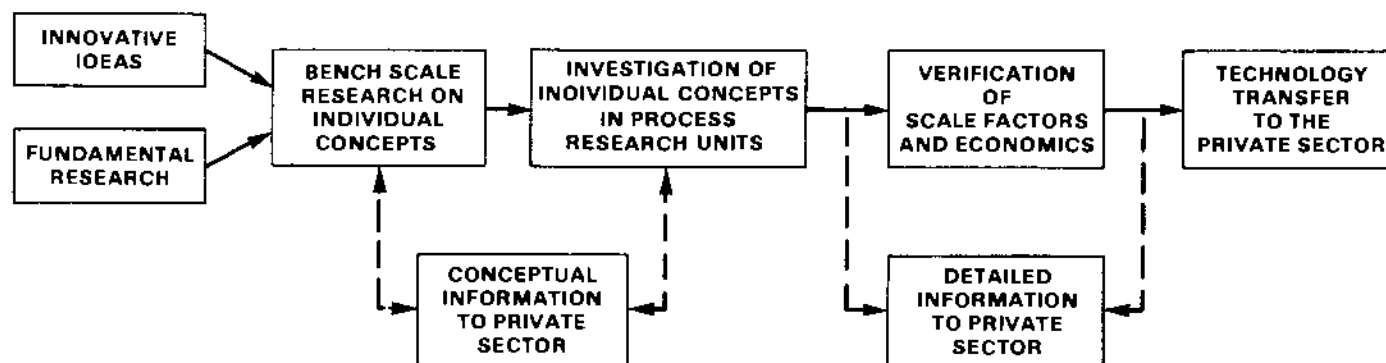 INNOVATIVE
IDEAS
FUNDAMENTAL
RESEARCH
BENCH SCALE
RESEARCH ON
INDIVIDUAL
CONCEPTS
INVESTIGATION OF
INDIVIDUAL CONCEPTS
IN PROCESS
RESEARCH UNITS
VERIFICATION
OF
SCALE FACTORS
AND ECONOMICS
TECHNOLOGY
TRANSFER
TO THE
PRIVATE SECTOR
CONCEPTUAL
INFORMATION
TO PRIVATE
SECTOR
DETAILED
INFORMATION
TO PRIVATE
SECTOR